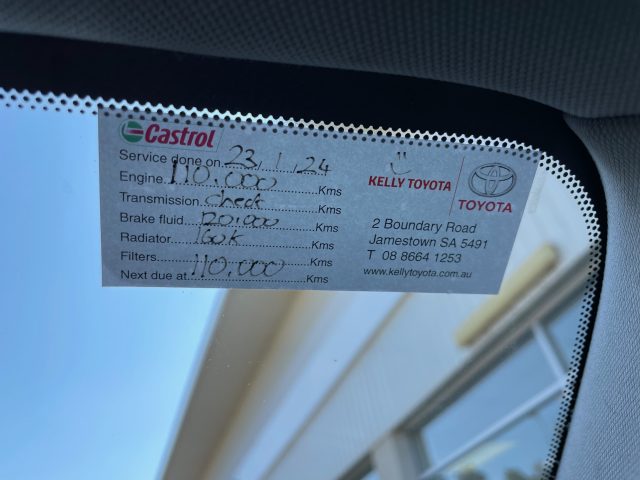 Castrol
Service done on 23/1/24
Engine 110.000 Kms
Transmission check Kms
Brake fluid 120.000 Kms
Radiator 160k Kms
Filters Kms
Next due at 110.000 Kms
KELLY TOYOTA
TOYOTA
2 Boundary Road
Jamestown SA 5491
T 08 8664 1253
www.kellytoyota.com.au